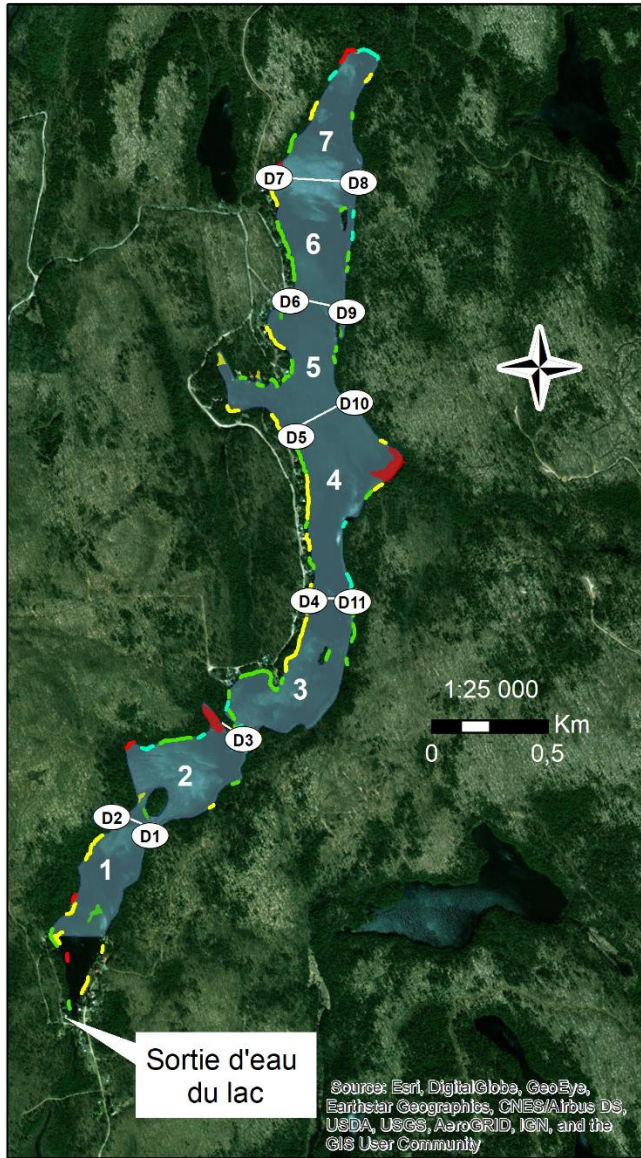 7
D7
D8
6
D6
D9
5
D10
D5
4
D4
D11
1:25 000
3
Km
0
0,5
D3
2
D2
D1
1
Sortie d'eau
du lac
Source: Esri, DigitalGlobe, GeoEye,
Earthstar Geographics, CNES/Airbus DS,
USDA, USGS, AeroGRID, IGN, and the
GIS User Community